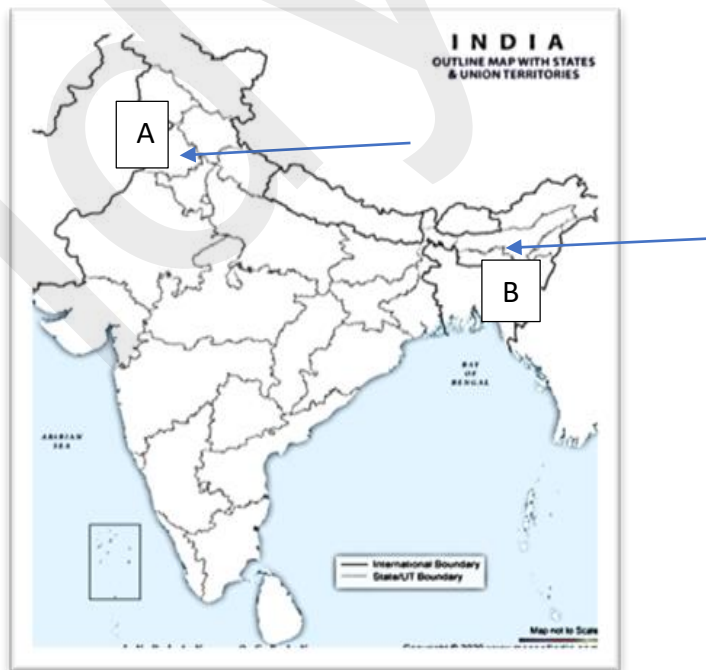 INDIA
OUTLINE MAP WITH STATES
& UNION TERRITORIES
A
B
BAY
OF
BENGAL
ARABIAN
SEA
International Boundary
State/UT Boundary
Map not to Scale